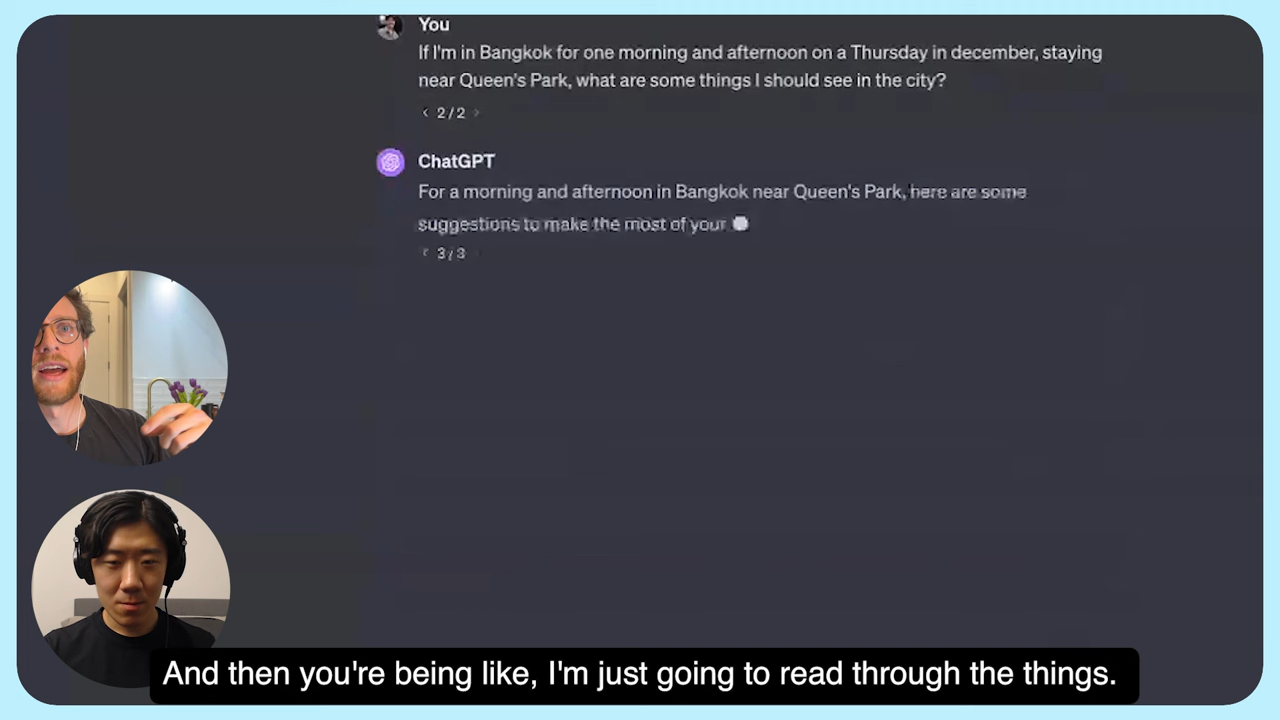 You
If I'm in Bangkok for one morning and afternoon on a Thursday in december, staying
near Queen's Park, what are some things I should see in the city?
2/2
ChatGPT
For a morning and afternoon in Bangkok near Queen's Park, here are some
suggestions to make the most of your
3/3
And then you're being like, I'm just going to read through the things.